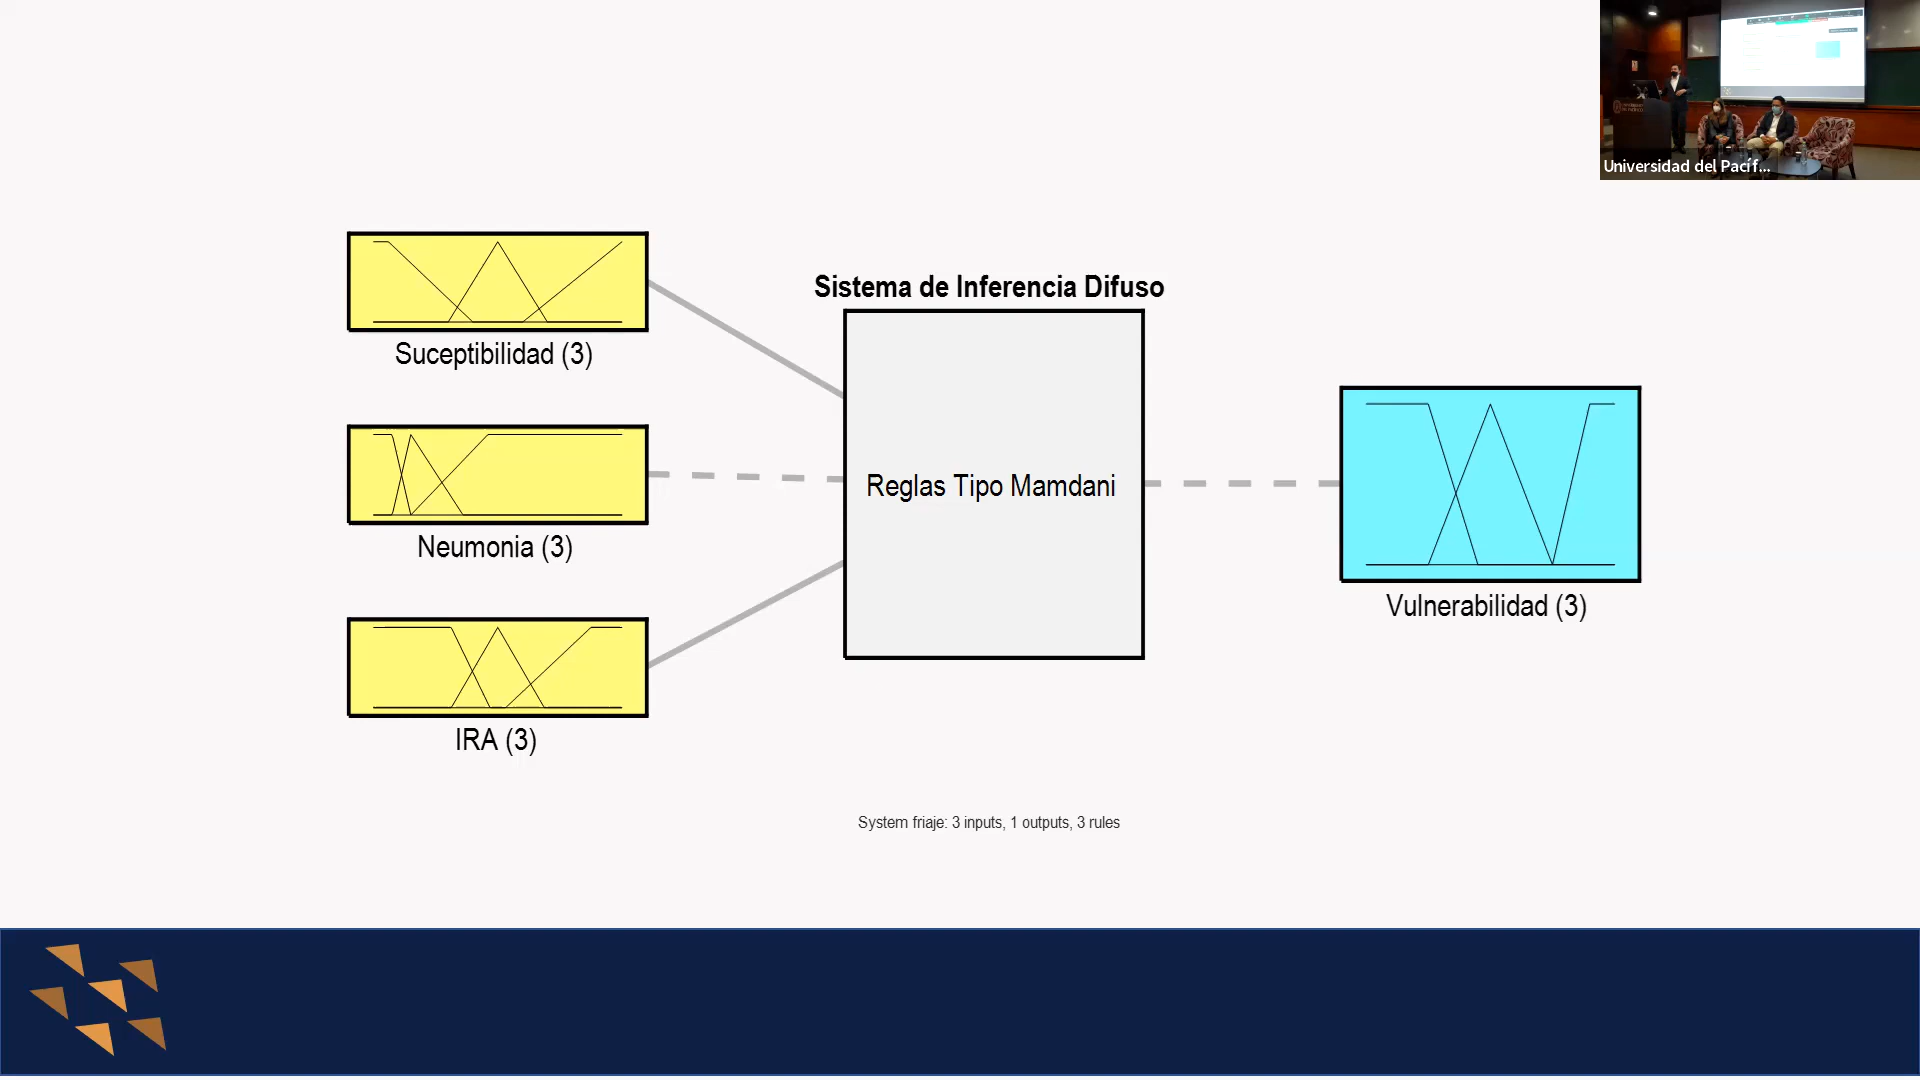 Universidad del Pacíf...
Sistema de Inferencia Difuso
Suceptibilidad (3)
Reglas Tipo Mamdani
Neumonia (3)
Vulnerabilidad (3)
IRA (3)
System friaje: 3 inputs, 1 outputs, 3 rules